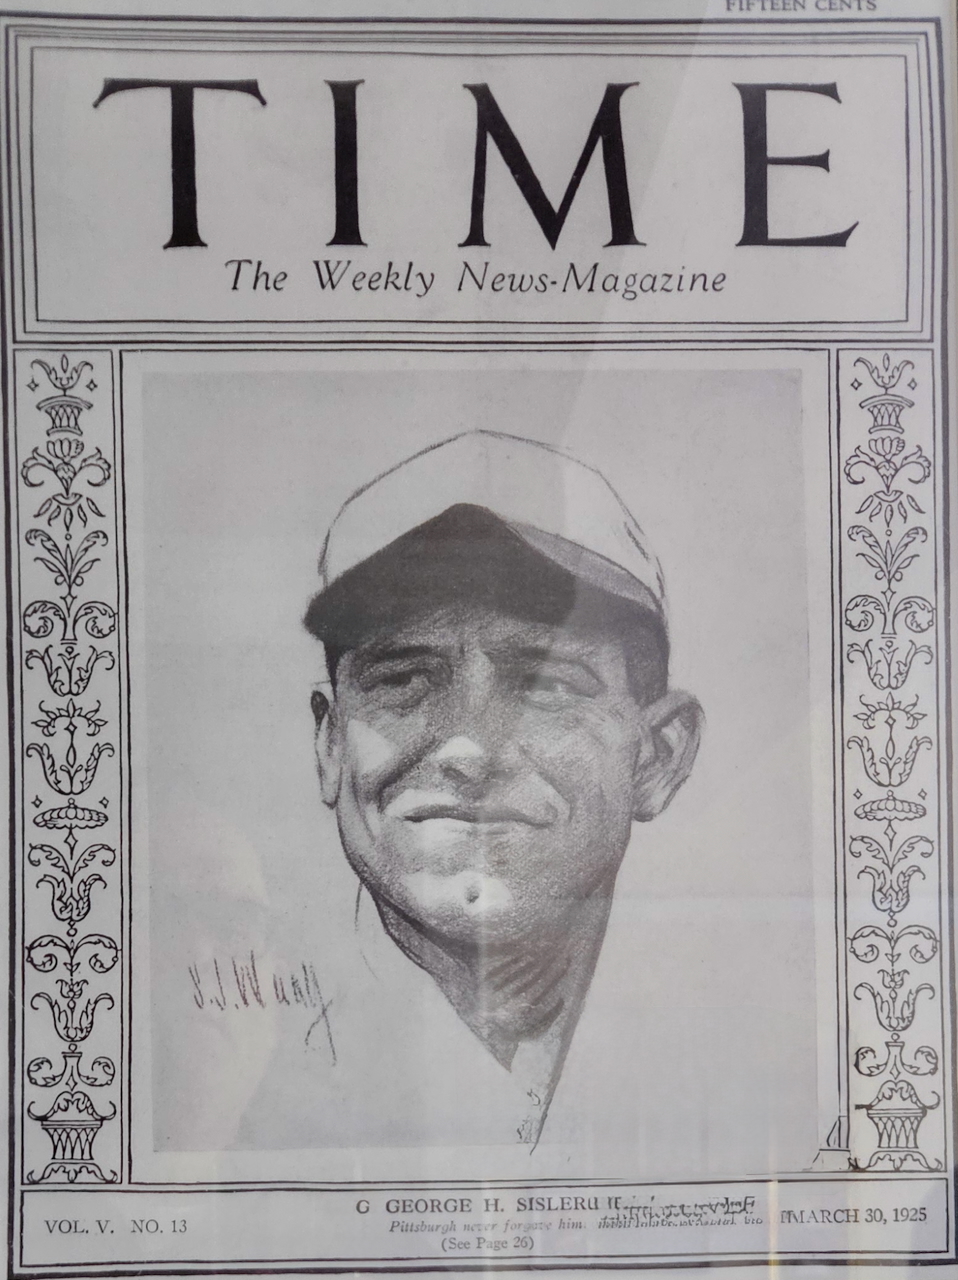 FIFTEEN CENTS
TIME
The Weekly News-Magazine
G GEORGE H. SISLER
VOL. V. NO. 13
Pittsburgh never forgave him.
MARCH 30, 1925
(See Page 26)